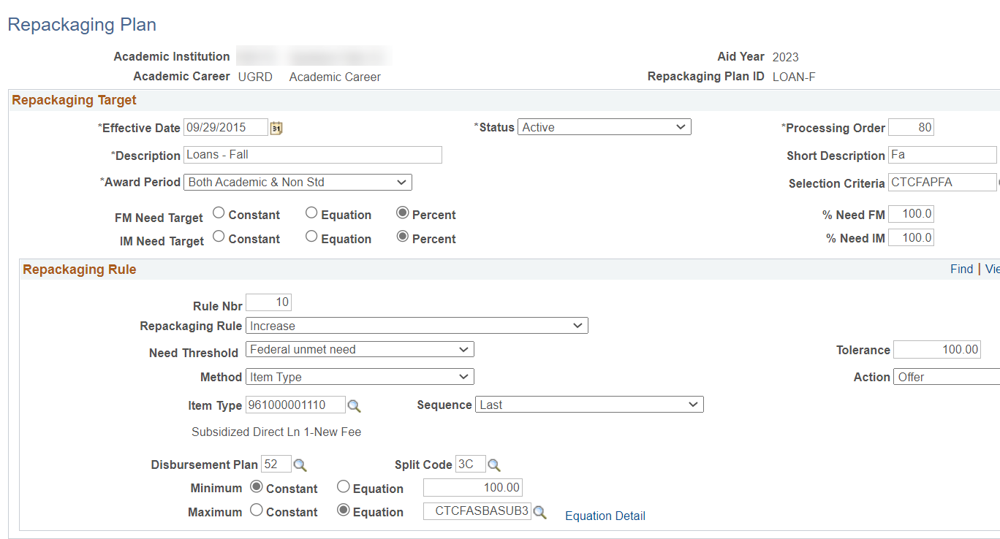 Repackaging Plan
Academic Institution Aid Year 2023
Academic Career UGRD Academic Career Repackaging Plan ID LOAN-F
Repackaging Target
*Effective Date 09/29/2015 31 *Status Active *Processing Order 80
*Description Loans - Fall Short Description Fa
*Award Period Both Academic & Non Std Selection Criteria CTCFAPFA
FM Need Target Constant Equation Percent % Need FM 100.0
IM Need Target Constant Equation Percent % Need IM 100.0
Repackaging Rule Find | Vie
Rule Nbr 10
Repackaging Rule Increase
Need Threshold Federal unmet need Tolerance 100.00
Method Item Type Action Offer
Item Type 961000001110 Sequence Last
Subsidized Direct Ln 1-New Fee
Disbursement Plan 52 Split Code 3C
Minimum Constant Equation 100.00
Maximum Constant Equation CTCFASBASUB3 Equation Detail